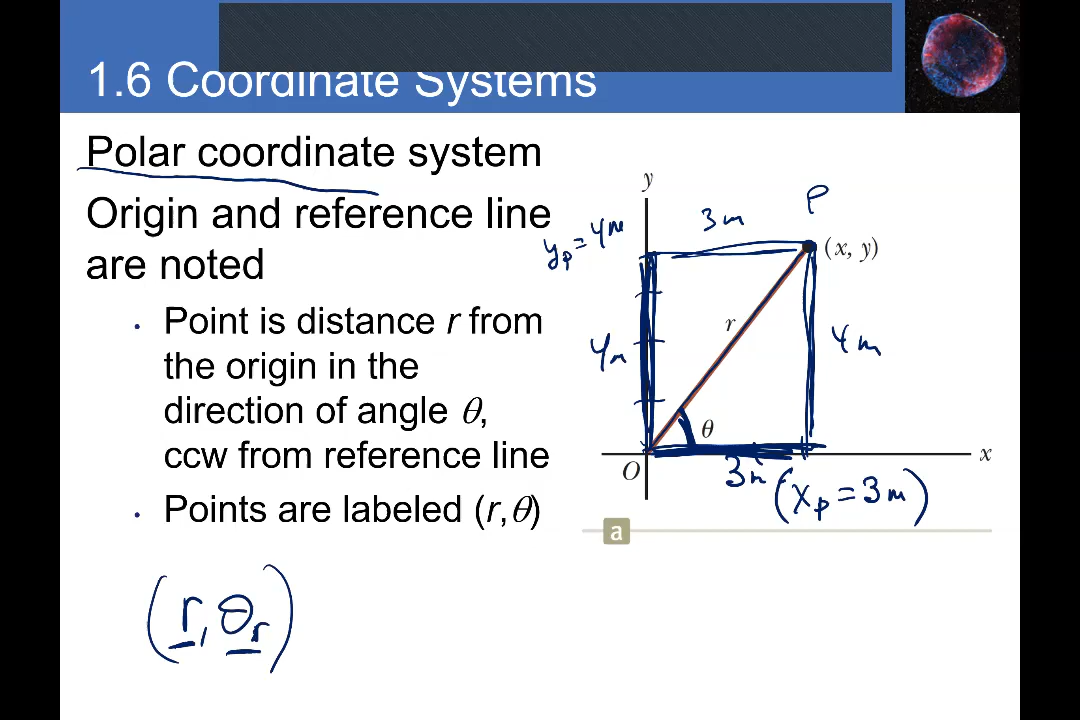 1.6 Coordinate Systems
Polar coordinate system
Origin and reference line
are noted
• Point is distance r from
the origin in the
direction of angle θ,
ccw from reference line
• Points are labeled (r,θ)
(r, θr)
y
P
3m
yp = 4m
(x, y)
r
4m
4m
θ
O
x
3m
(xp = 3m)
a